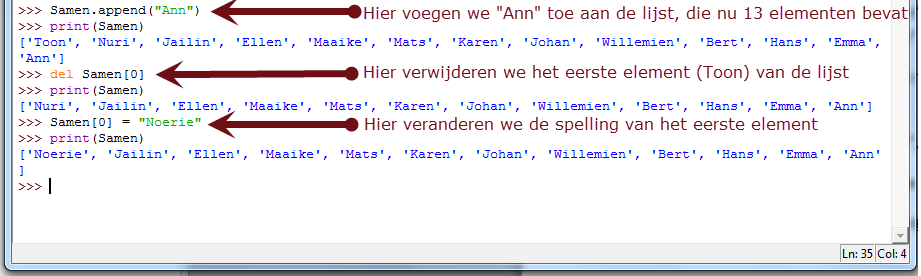 >>> Samen.append("Ann")
Hier voegen we "Ann" toe aan de lijst, die nu 13 elementen bevat
>>> print(Samen)
['Toon', 'Nuri', 'Jailin', 'Ellen', 'Maaike', 'Mats', 'Karen', 'Johan', 'Willemien', 'Bert', 'Hans', 'Emma',
'Ann']
>>> del Samen[0]
Hier verwijderen we het eerste element (Toon) van de lijst
>>> print(Samen)
['Nuri', 'Jailin', 'Ellen', 'Maaike', 'Mats', 'Karen', 'Johan', 'Willemien', 'Bert', 'Hans', 'Emma', 'Ann']
>>> Samen[0] = "Noerie"
Hier veranderen we de spelling van het eerste element
>>> print(Samen)
['Noerie', 'Jailin', 'Ellen', 'Maaike', 'Mats', 'Karen', 'Johan', 'Willemien', 'Bert', 'Hans', 'Emma', 'Ann'
]
>>>
Ln: 35 Col: 4